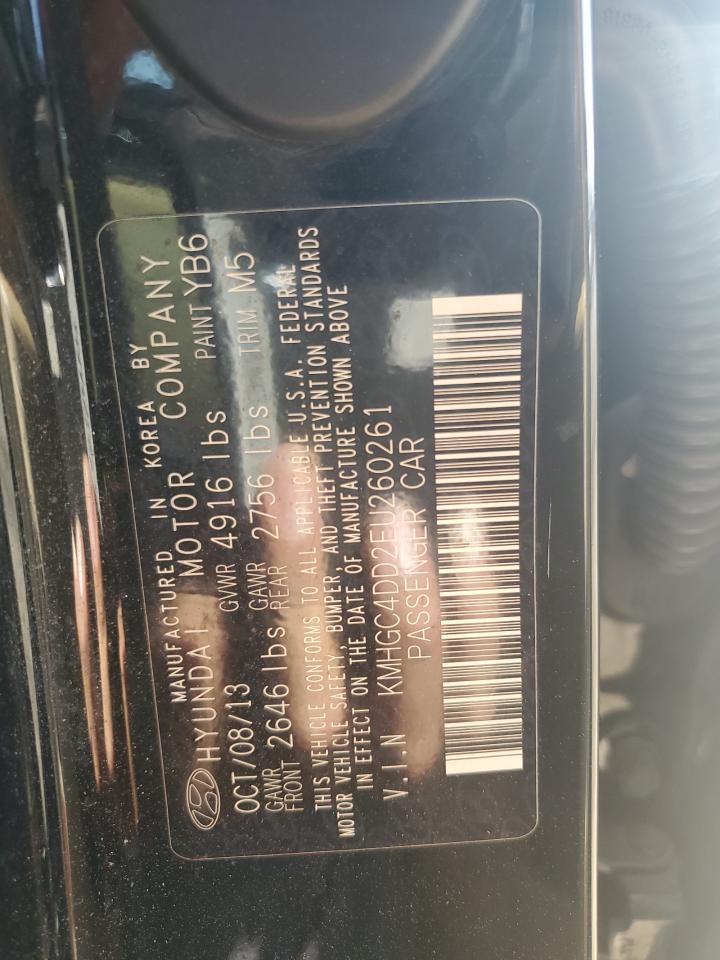 MANUFACTURED IN KOREA BY
HYUNDAI MOTOR COMPANY
OCT/08/13 GVWR 4916 lbs PAINT YB6
GAWR FRONT 2646 lbs GAWR REAR 2756 lbs TRIM M5
THIS VEHICLE CONFORMS TO ALL APPLICABLE U.S.A. FEDERAL
MOTOR VEHICLE SAFETY, BUMPER AND THEFT PREVENTION STANDARDS
IN EFFECT ON THE DATE OF MANUFACTURE SHOWN ABOVE
V.I.N KMHGC4DD2EU260261
PASSENGER CAR